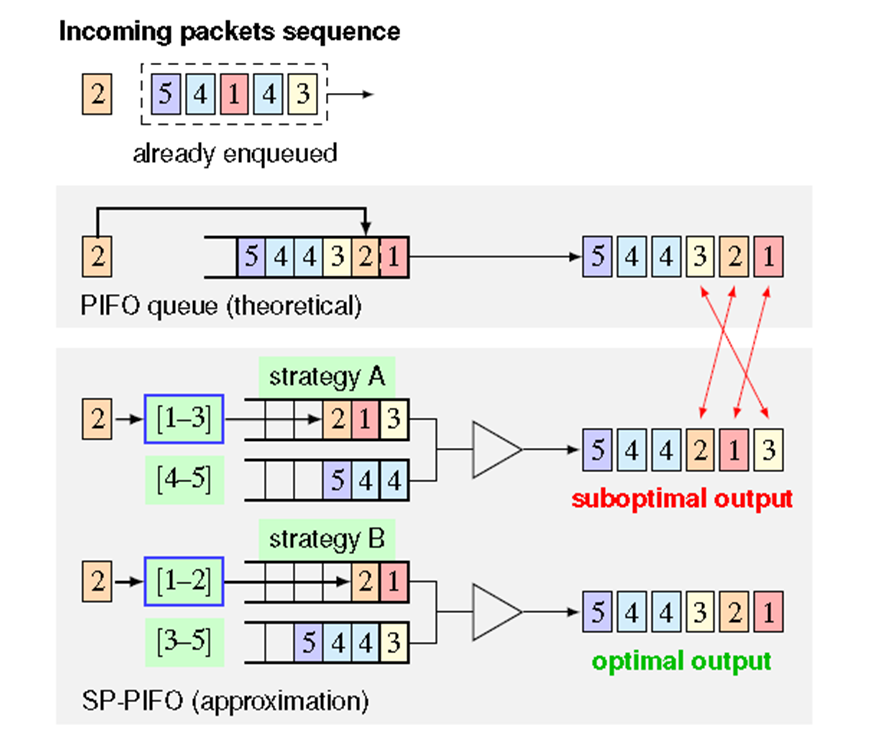 Incoming packets sequence
2 5 4 1 4 3
already enqueued
2 5 4 4 3 2 1 5 4 4 3 2 1
PIFO queue (theoretical)
strategy A
2 [1–3] 2 1 3
[4–5] 5 4 4
5 4 4 2 1 3
suboptimal output
strategy B
2 [1–2] 2 1
[3–5] 5 4 4 3
5 4 4 3 2 1
optimal output
SP-PIFO (approximation)